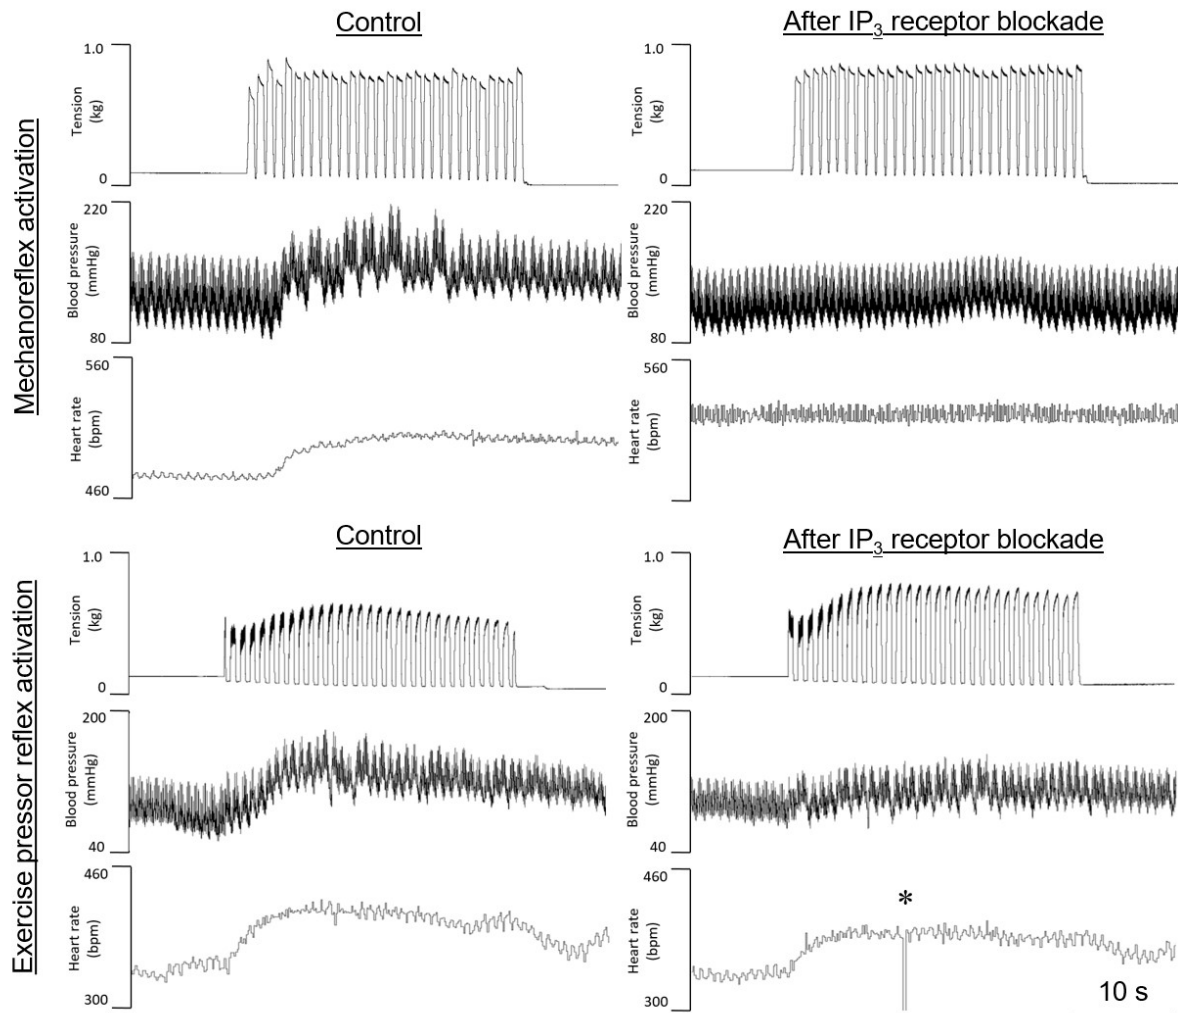 Control
After IP3 receptor blockade
Mechanoreflex activation
1.0
Tension
(kg)
0
1.0
Tension
(kg)
0
220
Blood pressure
(mmHg)
80
220
Blood pressure
(mmHg)
80
560
Heart rate
(bpm)
460
560
Heart rate
(bpm)
460
Control
After IP3 receptor blockade
Exercise pressor reflex activation
1.0
Tension
(kg)
0
1.0
Tension
(kg)
0
200
Blood pressure
(mmHg)
40
200
Blood pressure
(mmHg)
40
460
Heart rate
(bpm)
300
460
*
Heart rate
(bpm)
300
10 s